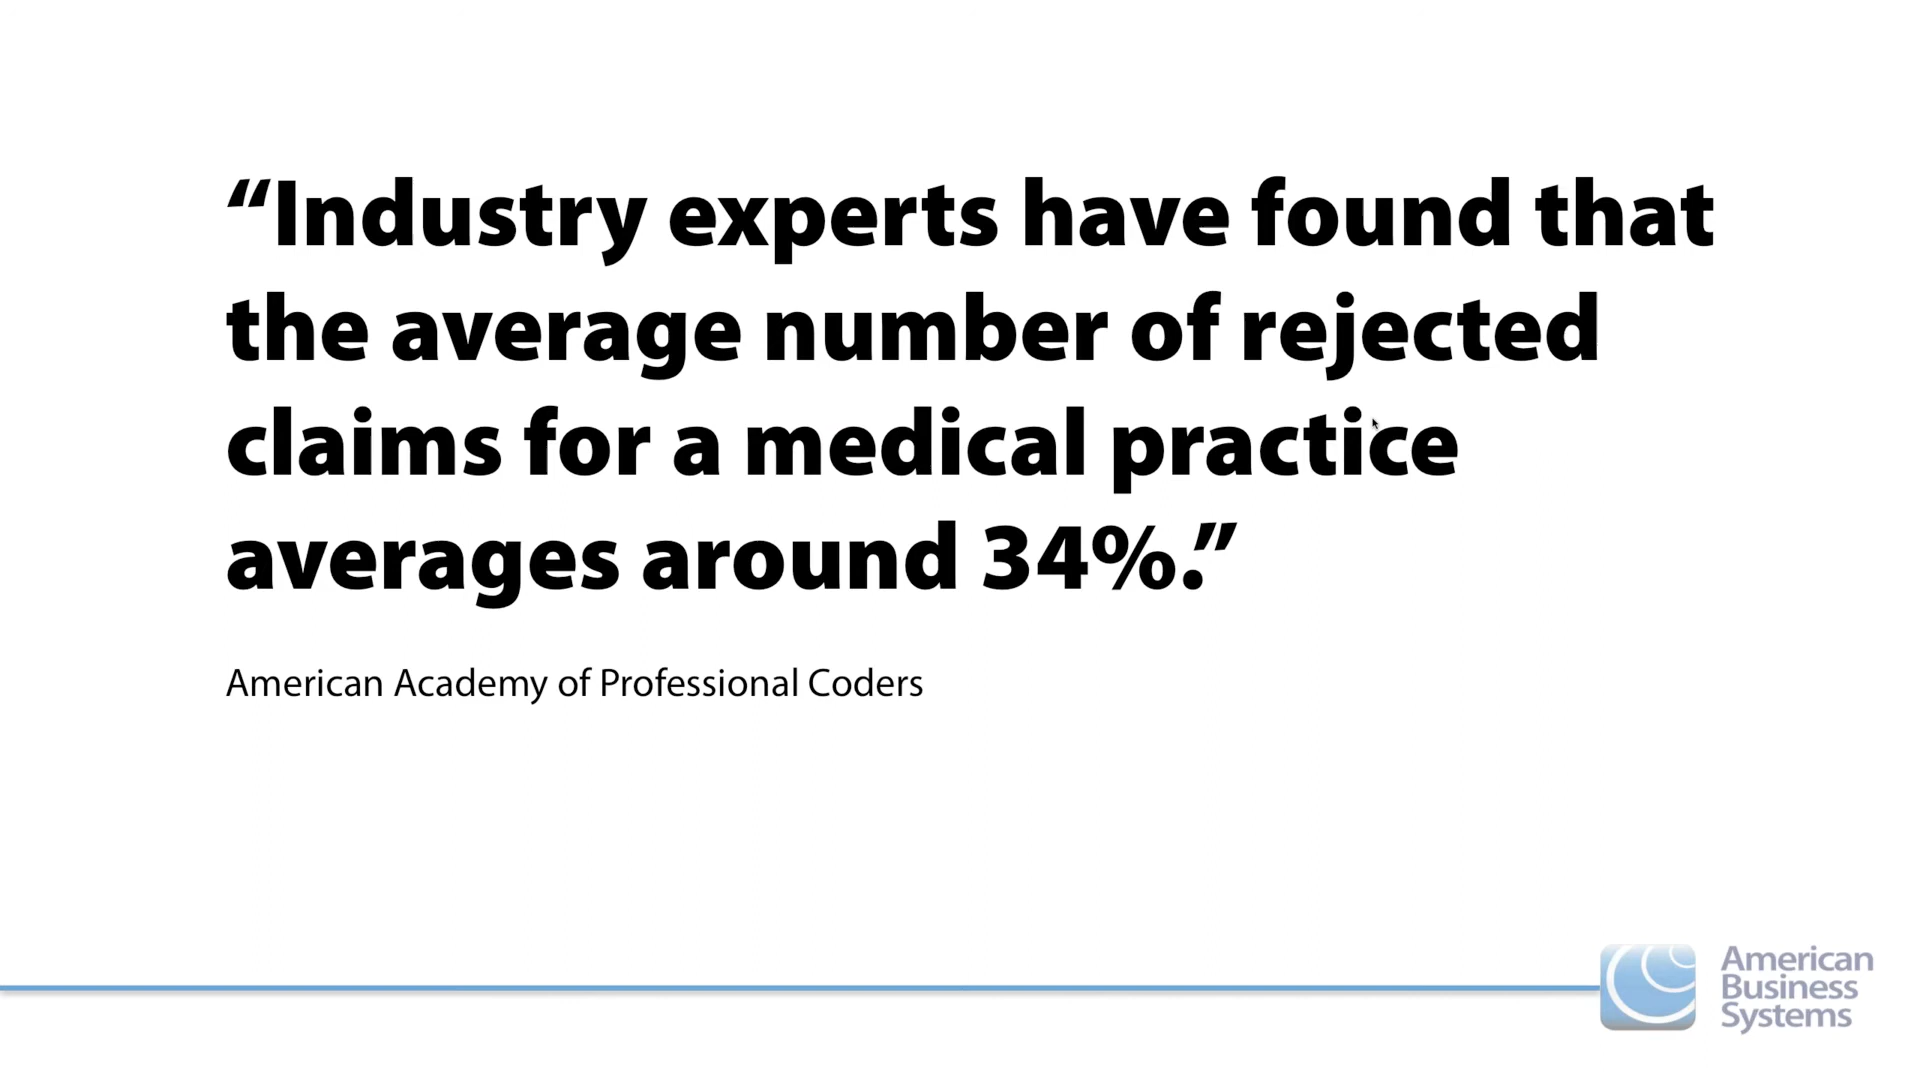 “Industry experts have found that
the average number of rejected
claims for a medical practice
averages around 34%.”
American Academy of Professional Coders
American
Business
Systems